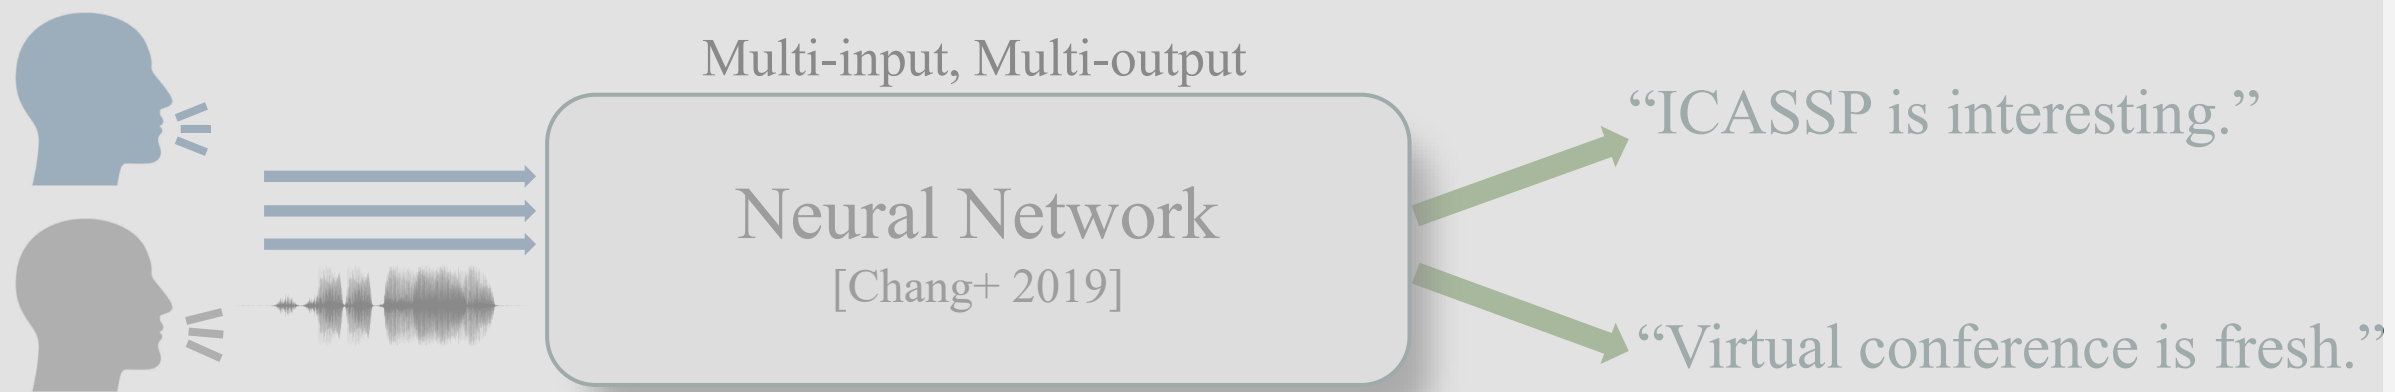 Multi-input, Multi-output
Neural Network
[Chang+ 2019]
“ICASSP is interesting.”
“Virtual conference is fresh.”